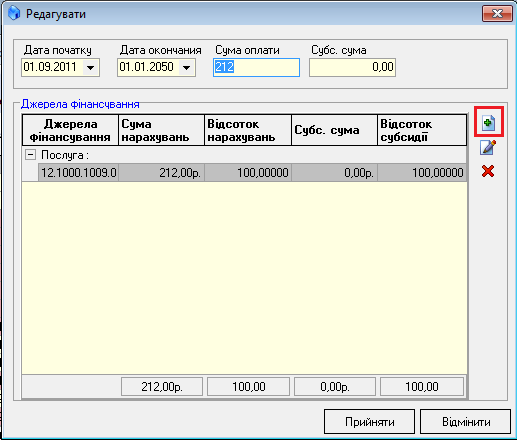 Редагувати
Дата початку Дата окончания Сума оплати Субс. сума
01.09.2011 01.01.2050 212 0,00
Джерела фінансування
Джерела фінансування Сума нарахувань Відсоток нарахувань Субс. сума Відсоток субсидії
Послуга :
12.1000.1009.0 212,00р. 100,00000 0,00р. 100,00000
212,00р. 100,00 0,00р. 100,00
Прийняти Відмінити